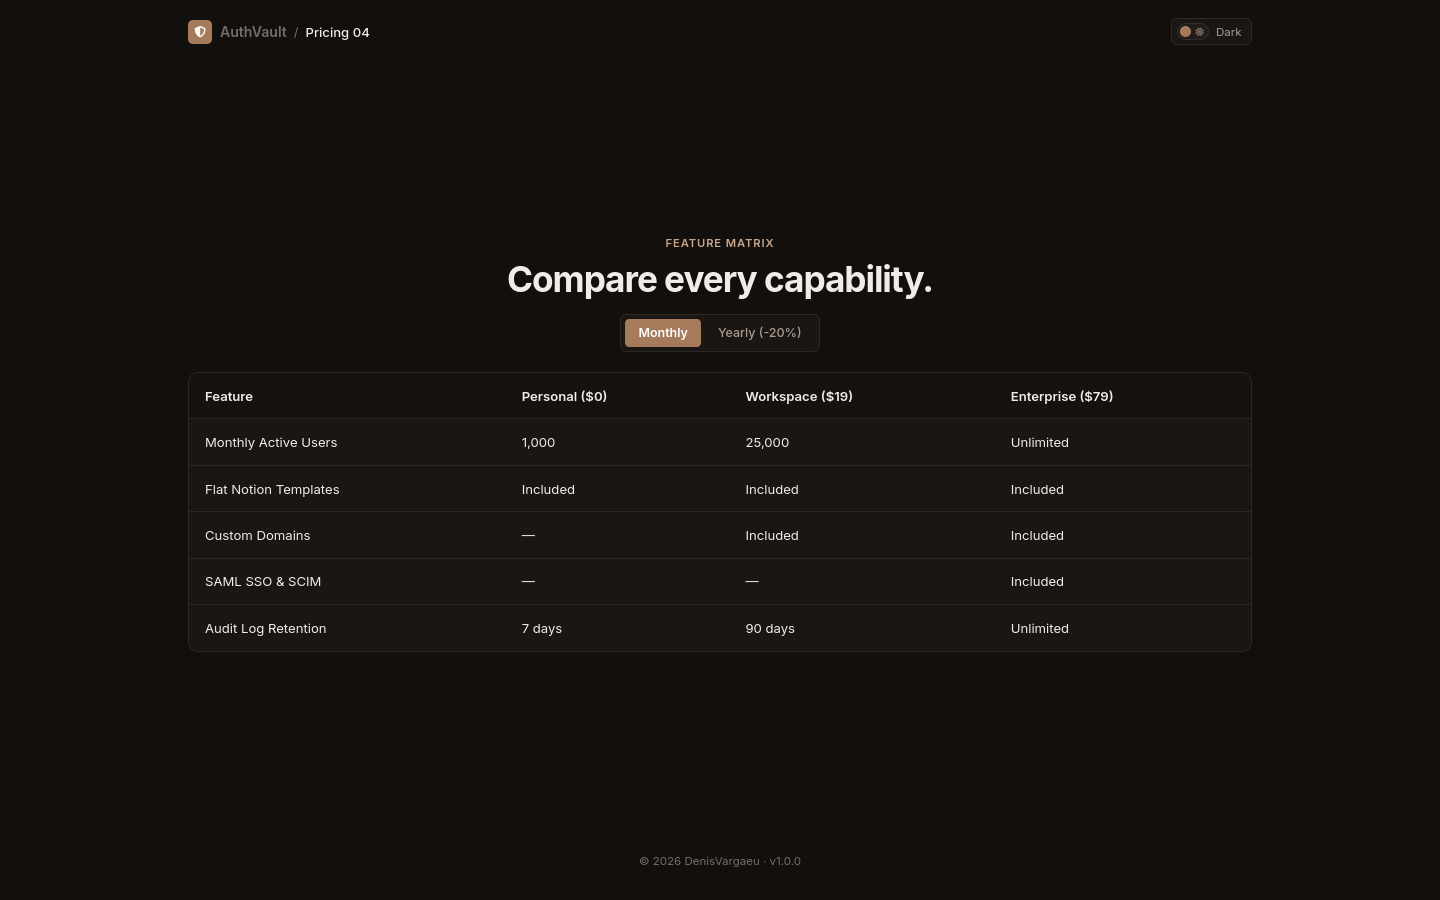 AuthVault / Pricing 04
Dark
FEATURE MATRIX
Compare every capability.
Monthly Yearly (-20%)
Feature Personal ($0) Workspace ($19) Enterprise ($79)
Monthly Active Users 1,000 25,000 Unlimited
Flat Notion Templates Included Included Included
Custom Domains — Included Included
SAML SSO & SCIM — — Included
Audit Log Retention 7 days 90 days Unlimited
© 2026 DenisVargaeu · v1.0.0